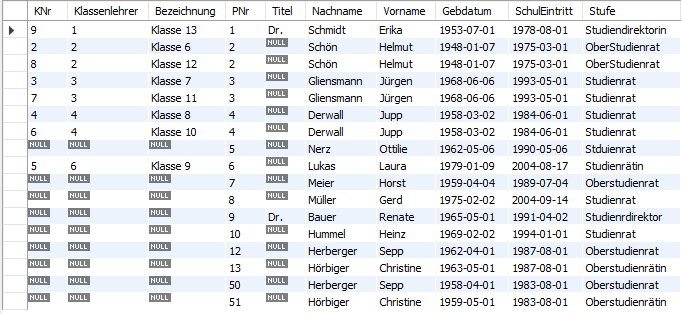 KNr Klassenlehrer Bezeichnung PNr Titel Nachname Vorname Gebdatum SchulEintritt Stufe
9 1 Klasse 13 1 Dr. Schmidt Erika 1953-07-01 1978-08-01 Studiendirektorin
2 2 Klasse 6 2 NULL Schön Helmut 1948-01-07 1975-03-01 OberStudienrat
8 2 Klasse 12 2 NULL Schön Helmut 1948-01-07 1975-03-01 OberStudienrat
3 3 Klasse 7 3 NULL Gliensmann Jürgen 1968-06-06 1993-05-01 Studienrat
7 3 Klasse 11 3 NULL Gliensmann Jürgen 1968-06-06 1993-05-01 Studienrat
4 4 Klasse 8 4 NULL Derwall Jupp 1958-03-02 1984-06-01 Studienrat
6 4 Klasse 10 4 NULL Derwall Jupp 1958-03-02 1984-06-01 Studienrat
NULL NULL NULL 5 NULL Nerz Ottilie 1962-05-06 1990-05-06 Stduienrat
5 6 Klasse 9 6 NULL Lukas Laura 1979-01-09 2004-08-17 Studienrätin
NULL NULL NULL 7 NULL Meier Horst 1959-04-04 1989-07-04 Oberstudienrat
NULL NULL NULL 8 NULL Müller Gerd 1975-02-02 2004-09-14 Studienrat
NULL NULL NULL 9 Dr. Bauer Renate 1965-05-01 1991-04-02 Studienrdirektor
NULL NULL NULL 10 NULL Hummel Heinz 1969-02-02 1994-01-01 Studienrat
NULL NULL NULL 12 NULL Herberger Sepp 1962-04-01 1987-08-01 Oberstudienrat
NULL NULL NULL 13 NULL Hörbiger Christine 1963-05-01 1987-08-01 Oberstudienrätin
NULL NULL NULL 50 NULL Herberger Sepp 1958-04-01 1983-08-01 Oberstudienrat
NULL NULL NULL 51 NULL Hörbiger Christine 1959-05-01 1983-08-01 Oberstudienrätin